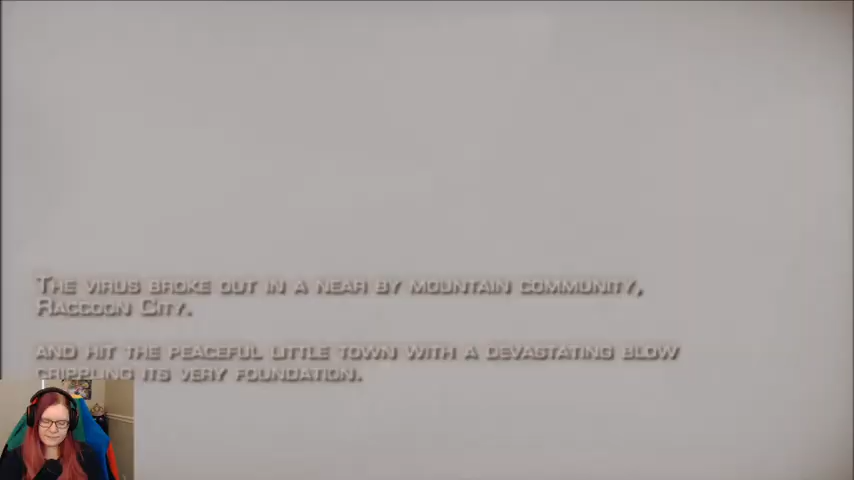 The virus broke out in a near by mountain community,
Raccoon City.
and hit the peaceful little town with a devastating blow
crippling its very foundation.